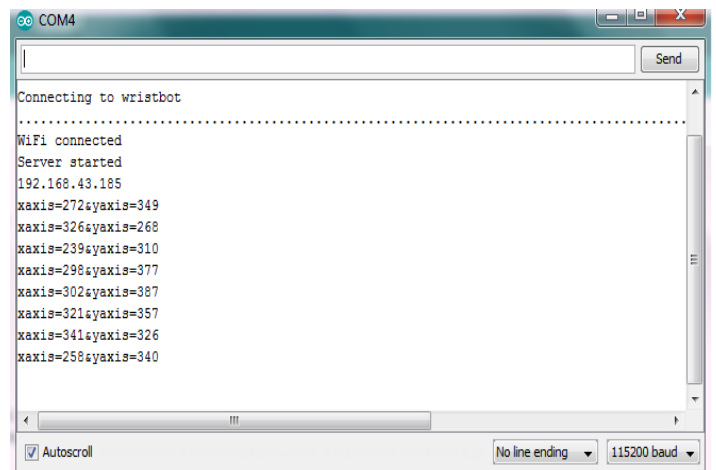 COM4
Send
Connecting to wristbot
.......................................................................................
WiFi connected
Server started
192.168.43.185
xaxis=272&yaxis=349
xaxis=326&yaxis=268
xaxis=239&yaxis=310
xaxis=298&yaxis=377
xaxis=302&yaxis=387
xaxis=321&yaxis=357
xaxis=341&yaxis=326
xaxis=258&yaxis=340
Autoscroll
No line ending
115200 baud